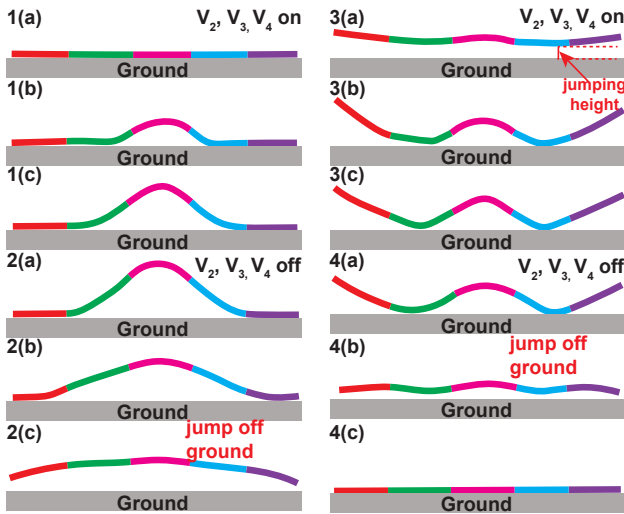 1(a)
V2, V3, V4 on
Ground
1(b)
Ground
1(c)
Ground
2(a)
V2, V3, V4 off
Ground
2(b)
Ground
2(c)
jump off
ground
Ground
3(a)
V2, V3, V4 on
Ground
jumping
height
3(b)
Ground
3(c)
Ground
4(a)
V2, V3, V4 off
Ground
4(b)
jump off
ground
Ground
4(c)
Ground